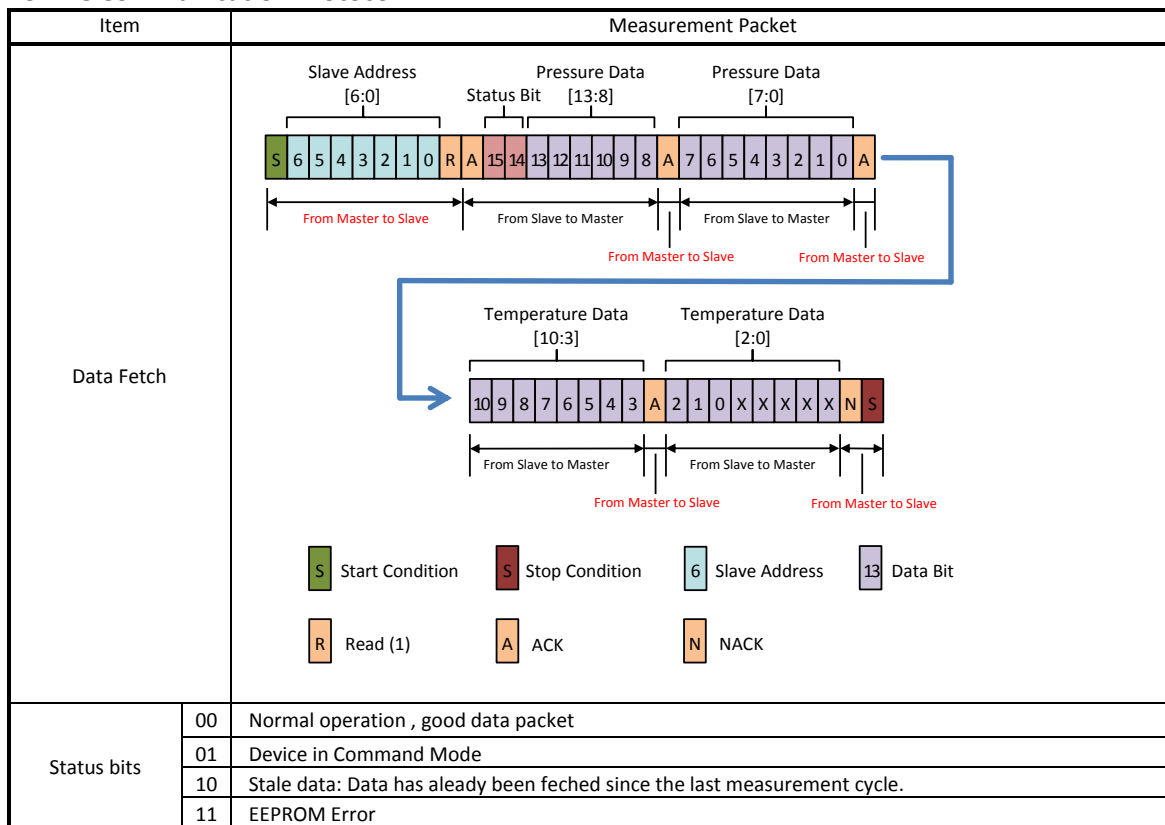 Item Measurement Packet
Data Fetch
Slave Address Pressure Data Pressure Data
[6:0] Status Bit [13:8] [7:0]
S 6 5 4 3 2 1 0 R A 15 14 13 12 11 10 9 8 A 7 6 5 4 3 2 1 0 A
From Master to Slave From Slave to Master From Slave to Master
From Master to Slave From Master to Slave
Temperature Data Temperature Data
[10:3] [2:0]
10 9 8 7 6 5 4 3 A 2 1 0 X X X X X N S
From Slave to Master From Slave to Master
From Master to Slave From Master to Slave
S Start Condition S Stop Condition 6 Slave Address 13 Data Bit
R Read (1) A ACK N NACK
Status bits
00 Normal operation , good data packet
01 Device in Command Mode
10 Stale data: Data has aleady been feched since the last measurement cycle.
11 EEPROM Error